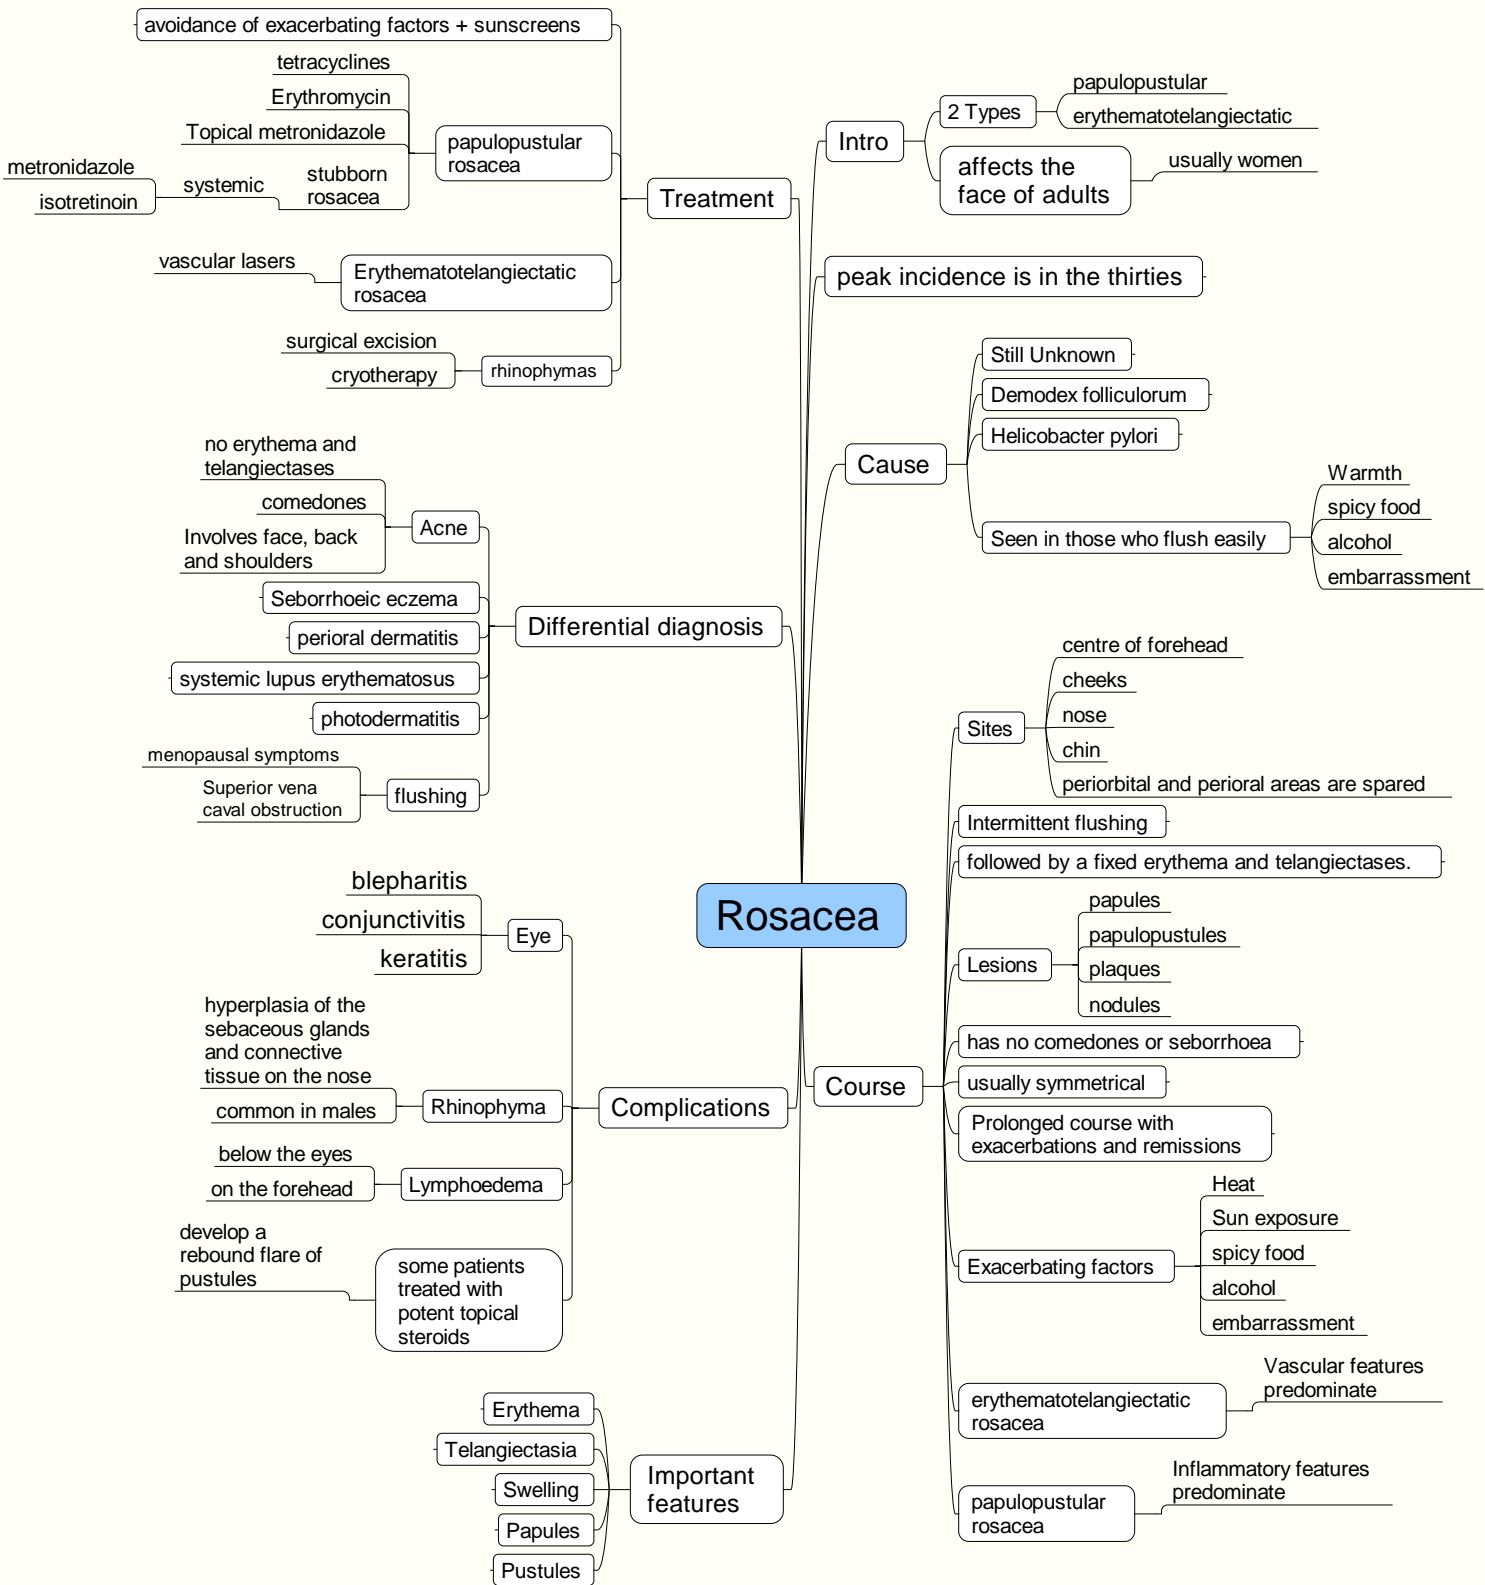 avoidance of exacerbating factors + sunscreens
tetracyclines
Erythromycin
Topical metronidazole
metronidazole
isotretinoin
systemic
stubborn
rosacea
papulopustular
rosacea
vascular lasers
Erythematotelangiectatic
rosacea
surgical excision
cryotherapy
rhinophymas
Treatment
no erythema and
telangiectases
comedones
Involves face, back
and shoulders
Acne
Seborrhoeic eczema
perioral dermatitis
systemic lupus erythematosus
photodermatitis
menopausal symptoms
Superior vena
caval obstruction
flushing
Differential diagnosis
blepharitis
conjunctivitis
keratitis
Eye
hyperplasia of the
sebaceous glands
and connective
tissue on the nose
common in males
Rhinophyma
below the eyes
on the forehead
Lymphoedema
develop a
rebound flare of
pustules
some patients
treated with
potent topical
steroids
Complications
Erythema
Telangiectasia
Swelling
Papules
Pustules
Important
features
Rosacea
Intro
2 Types
papulopustular
erythematotelangiectatic
affects the
face of adults
usually women
peak incidence is in the thirties
Cause
Still Unknown
Demodex folliculorum
Helicobacter pylori
Seen in those who flush easily
Warmth
spicy food
alcohol
embarrassment
Course
Sites
centre of forehead
cheeks
nose
chin
periorbital and perioral areas are spared
Intermittent flushing
followed by a fixed erythema and telangiectases.
Lesions
papules
papulopustules
plaques
nodules
has no comedones or seborrhoea
usually symmetrical
Prolonged course with
exacerbations and remissions
Exacerbating factors
Heat
Sun exposure
spicy food
alcohol
embarrassment
erythematotelangiectatic
rosacea
Vascular features
predominate
papulopustular
rosacea
Inflammatory features
predominate